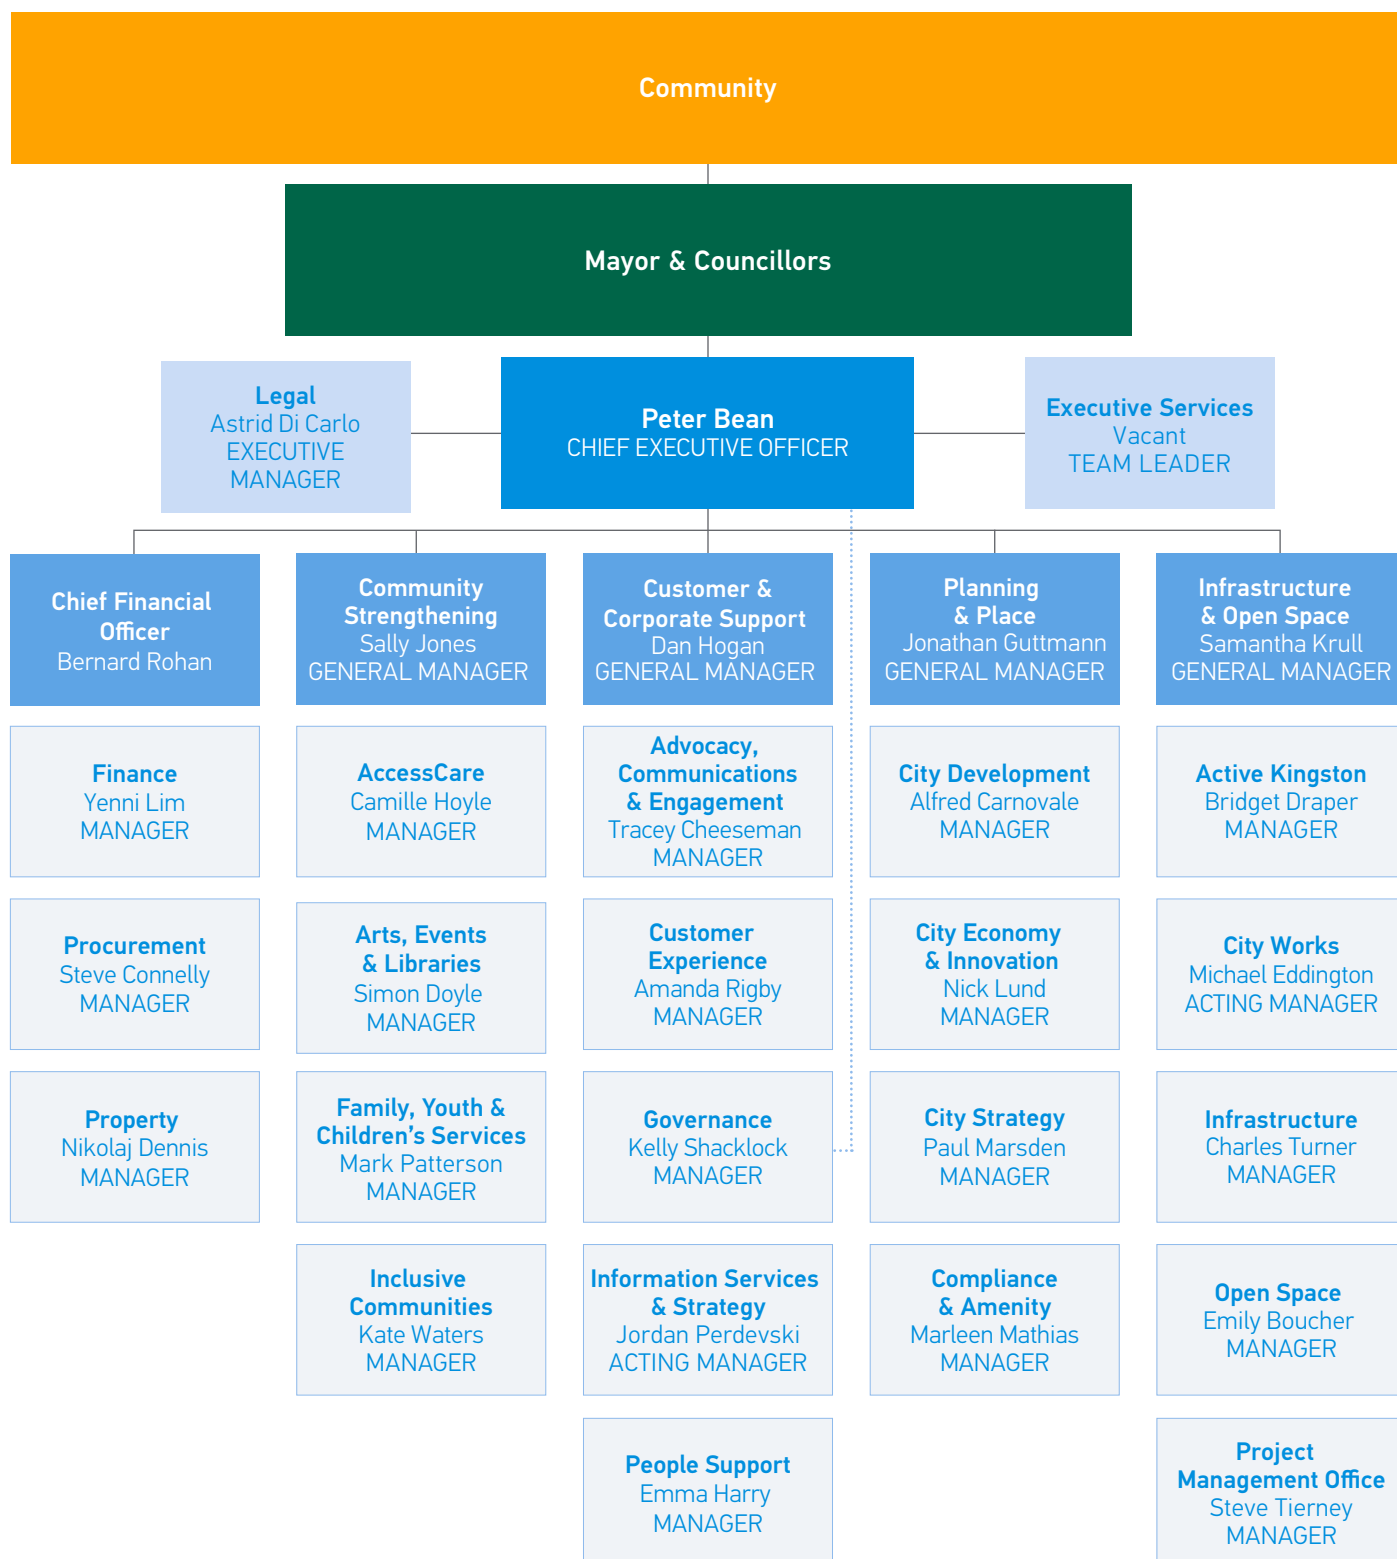 Community
Mayor & Councillors
Legal
Astrid Di Carlo
EXECUTIVE
MANAGER
Peter Bean
CHIEF EXECUTIVE OFFICER
Executive Services
Vacant
TEAM LEADER
Chief Financial
Officer
Bernard Rohan
Community
Strengthening
Sally Jones
GENERAL MANAGER
Customer &
Corporate Support
Dan Hogan
GENERAL MANAGER
Planning
& Place
Jonathan Guttmann
GENERAL MANAGER
Infrastructure
& Open Space
Samantha Krull
GENERAL MANAGER
Finance
Yenni Lim
MANAGER
AccessCare
Camille Hoyle
MANAGER
Advocacy,
Communications
& Engagement
Tracey Cheeseman
MANAGER
City Development
Alfred Carnovale
MANAGER
Active Kingston
Bridget Draper
MANAGER
Procurement
Steve Connelly
MANAGER
Arts, Events
& Libraries
Simon Doyle
MANAGER
Customer
Experience
Amanda Rigby
MANAGER
City Economy
& Innovation
Nick Lund
MANAGER
City Works
Michael Eddington
ACTING MANAGER
Property
Nikolaj Dennis
MANAGER
Family, Youth &
Children's Services
Mark Patterson
MANAGER
Governance
Kelly Shacklock
MANAGER
City Strategy
Paul Marsden
MANAGER
Infrastructure
Charles Turner
MANAGER
Inclusive
Communities
Kate Waters
MANAGER
Information Services
& Strategy
Jordan Perdevski
ACTING MANAGER
Compliance
& Amenity
Marleen Mathias
MANAGER
Open Space
Emily Boucher
MANAGER
People Support
Emma Harry
MANAGER
Project
Management Office
Steve Tierney
MANAGER